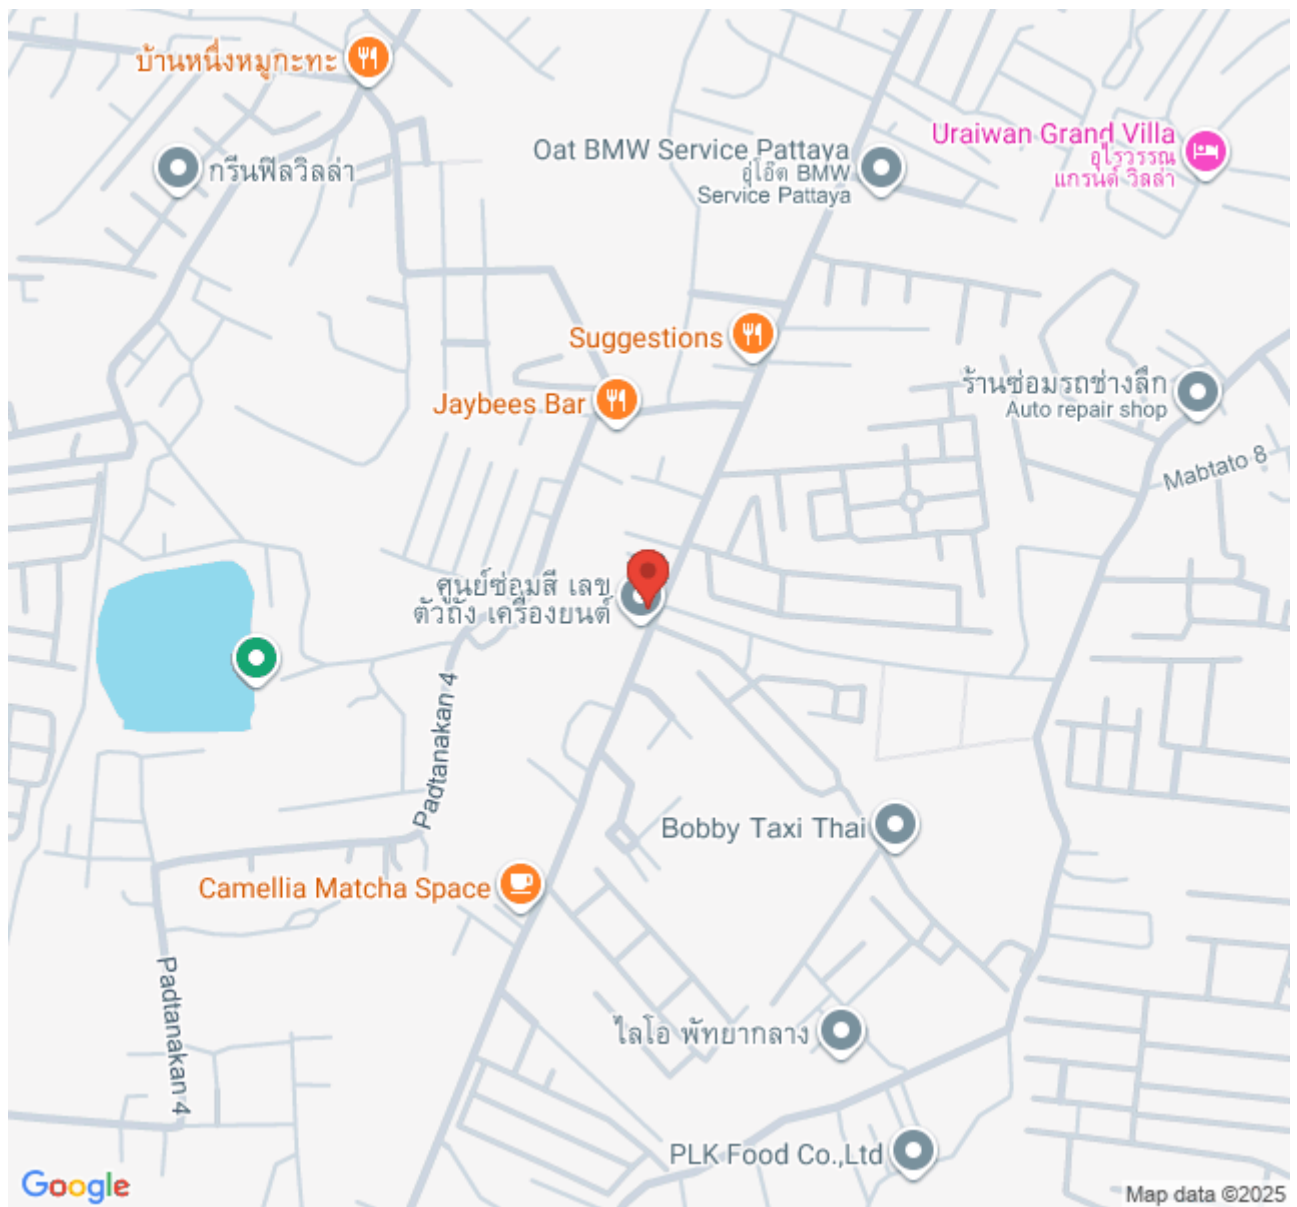 บ้านหนึ่งหมูกะทะ
กรีนฟิลวิลล่า
Oat BMW Service Pattaya
อู่โอ๊ต BMW
Service Pattaya
Uraiwan Grand Villa
อุไรวรรณ
แกรนด์ วิลล่า
Suggestions
Jaybees Bar
ร้านซ่อมรถช่างลึก
Auto repair shop
Mabtato 8
ศูนย์ซ่อมสี เลข
ตัวถัง เครื่องยนต์
Padtanakan 4
Bobby Taxi Thai
Camellia Matcha Space
Padtanakan 4
ไลโอ พัทยากลาง
PLK Food Co.,Ltd
Google
Map data ©2025